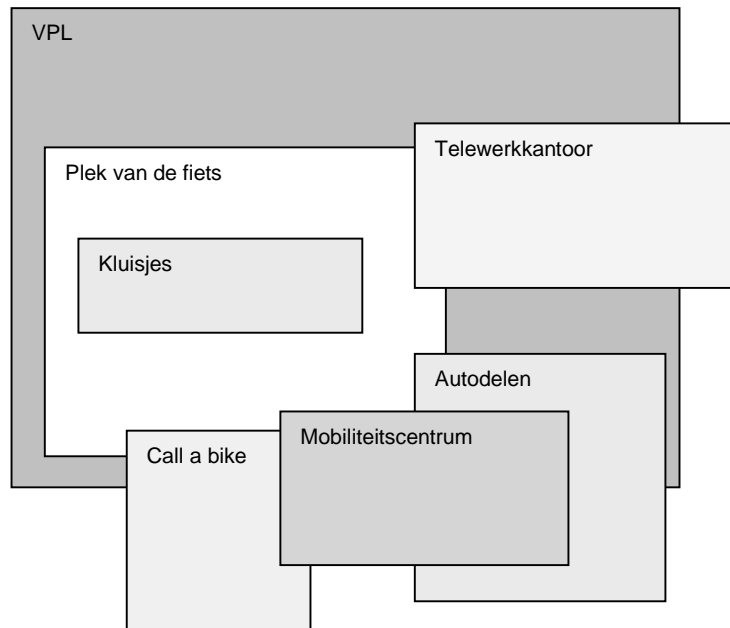 VPL
Telewerkkantoor
Plek van de fiets
Kluisjes
Autodelen
Mobiliteitscentrum
Call a bike